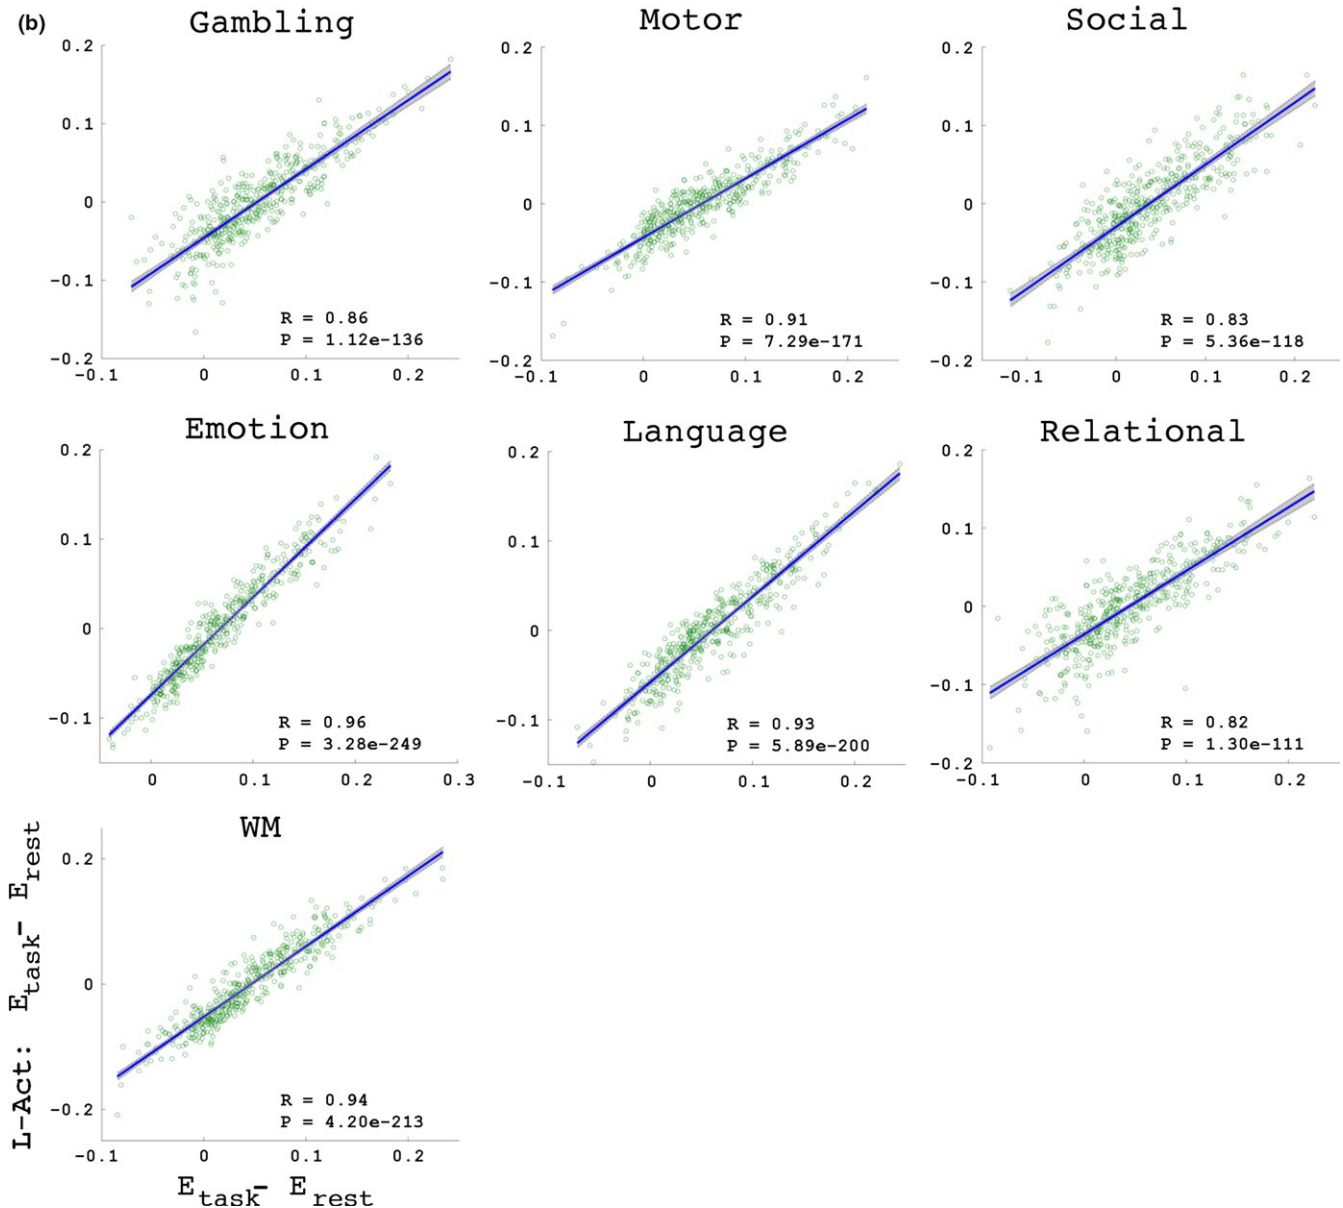 (b)
Gambling
Motor
Social
0.2
0.1
0
-0.1
-0.2
-0.1
0
0.1
0.2
R = 0.86
P = 1.12e-136
0.2
0.1
0
-0.1
-0.2
-0.1
0
0.1
0.2
R = 0.91
P = 7.29e-171
0.2
0.1
0
-0.1
-0.2
-0.1
0
0.1
0.2
R = 0.83
P = 5.36e-118
Emotion
Language
Relational
0.2
0.1
0
-0.1
0
0.1
0.2
0.3
R = 0.96
P = 3.28e-249
0.2
0.1
0
-0.1
-0.1
0
0.1
0.2
R = 0.93
P = 5.89e-200
0.2
0.1
0
-0.1
-0.2
-0.1
0
0.1
0.2
R = 0.82
P = 1.30e-111
WM
L-Act: Etask- Erest
0.2
0
-0.2
-0.1
0
0.1
0.2
R = 0.94
P = 4.20e-213
Etask- Erest